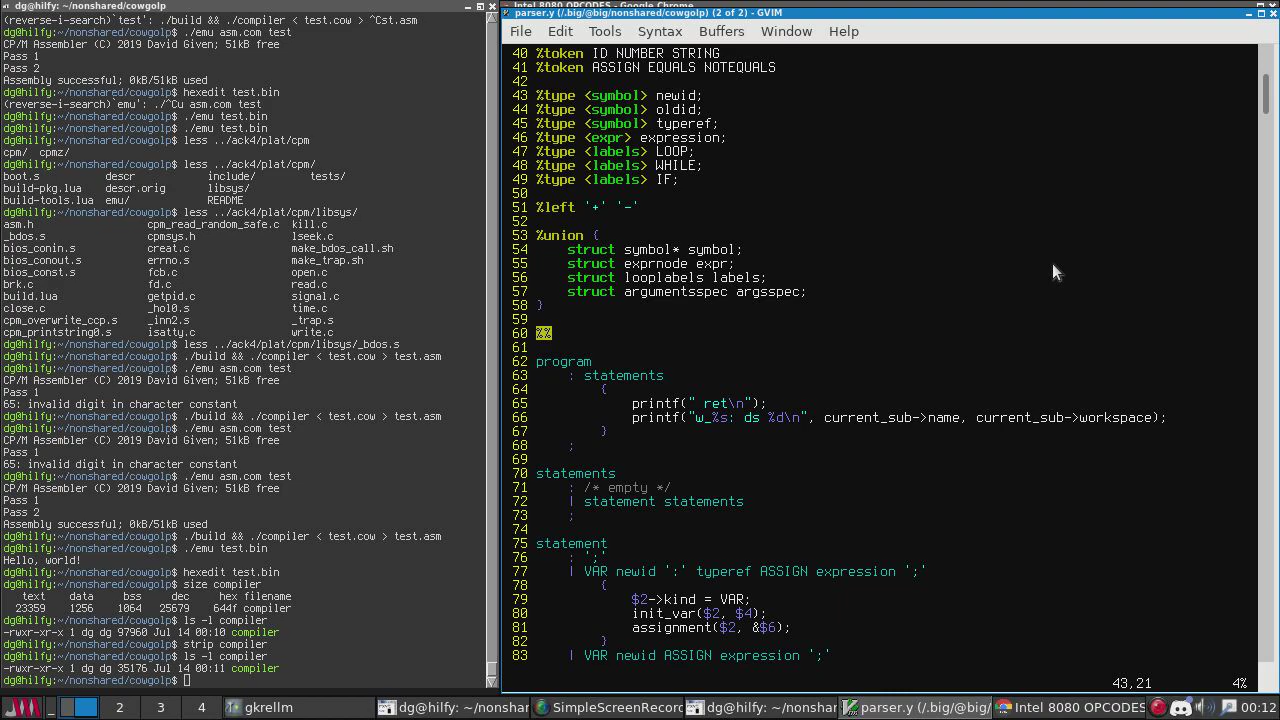 dg@hilfy: ~/nonshared/cowgolp
dg@hilfy:~/nonshared/cowgolp$ ./emu asm.com test
CP/M Assembler (C) 2019 David Given; 51kB free
Pass 1
Pass 2
Assembly successful; 0kB/51kB used
dg@hilfy:~/nonshared/cowgolp$ hexedit test.bin
(reverse-i-search)`emu': ./^Cu asm.com test
dg@hilfy:~/nonshared/cowgolp$ ./emu test.bin
dg@hilfy:~/nonshared/cowgolp$ ./emu test.bin
dg@hilfy:~/nonshared/cowgolp$ less ../ack4/plat/cpm
cpm/  cpmz/
dg@hilfy:~/nonshared/cowgolp$ less ../ack4/plat/cpm/
boot.s           descr         include/         tests/
build-pkg.lua    descr.orig    libsys/
build-tools.lua  emu/          README
dg@hilfy:~/nonshared/cowgolp$ less ../ack4/plat/cpm/libsys/
asm.h                cpm_read_random_safe.c  kill.c
_bdos.s              cpmsys.h                lseek.c
bios_conin.s         creat.c                 make_bdos_call.sh
bios_conout.s        errno.s                 make_trap.sh
bios_const.s         fcb.c                   open.c
brk.c                fd.c                    read.c
build.lua            getpid.c                signal.c
close.c              _hol0.s                 time.c
cpm_overwrite_ccp.s  _inn2.s                 _trap.s
cpm_printstring0.s   isatty.c                write.c
dg@hilfy:~/nonshared/cowgolp$ less ../ack4/plat/cpm/libsys/_bdos.s
dg@hilfy:~/nonshared/cowgolp$ ./build && ./compiler < test.cow > test.asm
dg@hilfy:~/nonshared/cowgolp$ ./emu asm.com test
CP/M Assembler (C) 2019 David Given; 51kB free
Pass 1
65: invalid digit in character constant
dg@hilfy:~/nonshared/cowgolp$ ./build && ./compiler < test.cow > test.asm
dg@hilfy:~/nonshared/cowgolp$ ./emu asm.com test
Pass 1
65: invalid digit in character constant
dg@hilfy:~/nonshared/cowgolp$ ./emu asm.com test
CP/M Assembler (C) 2019 David Given; 51kB free
Pass 1
Pass 2
Assembly successful; 0kB/51kB used
dg@hilfy:~/nonshared/cowgolp$ ./build && ./compiler < test.cow > test.asm
dg@hilfy:~/nonshared/cowgolp$ ./emu test.bin
Hello, world!
dg@hilfy:~/nonshared/cowgolp$ hexedit test.bin
dg@hilfy:~/nonshared/cowgolp$ size compiler
text    data     bss     dec     hex filename
23359    1256    1064   25679    644f compiler
dg@hilfy:~/nonshared/cowgolp$ ls -l compiler
-rwxr-xr-x 1 dg dg 97960 Jul 14 00:10 compiler
dg@hilfy:~/nonshared/cowgolp$ strip compiler
dg@hilfy:~/nonshared/cowgolp$ ls -l compiler
-rwxr-xr-x 1 dg dg 35176 Jul 14 00:11 compiler
dg@hilfy:~/nonshared/cowgolp$
Intel 8080 OPCODES - Google Chrome
parser.y (/.big/@big/nonshared/cowgolp) (2 of 2) - GVIM
File Edit Tools Syntax Buffers Window Help
40 %token ID NUMBER STRING
41 %token ASSIGN EQUALS NOTEQUALS
42
43 %type <symbol> newid;
44 %type <symbol> oldid;
45 %type <symbol> typeref;
46 %type <expr> expression;
47 %type <labels> LOOP;
48 %type <labels> WHILE;
49 %type <labels> IF;
50
51 %left '+' '-'
52
53 %union {
54     struct symbol* symbol;
55     struct exprnode expr;
56     struct looplabels labels;
57     struct argumentsspec argsspec;
58 }
59
60 %%
61
62 program
63     : statements
64         {
65             printf(" ret\n");
66             printf("w_%s: ds %d\n", current_sub->name, current_sub->workspace);
67         }
68     ;
69
70 statements
71     : /* empty */
72     | statement statements
73     ;
74
75 statement
76     : ';'
77     | VAR newid ':' typeref ASSIGN expression ';'
78         {
79             $2->kind = VAR;
80             init_var($2, $4);
81             assignment($2, &$6);
82         }
83     | VAR newid ASSIGN expression ';'
43,21 4%
2 3 4 gkrellm dg@hilfy: ~/nonshar SimpleScreenRecor dg@hilfy: ~/nonshar parser.y (/.big/@big/ Intel 8080 OPCODES 00:12